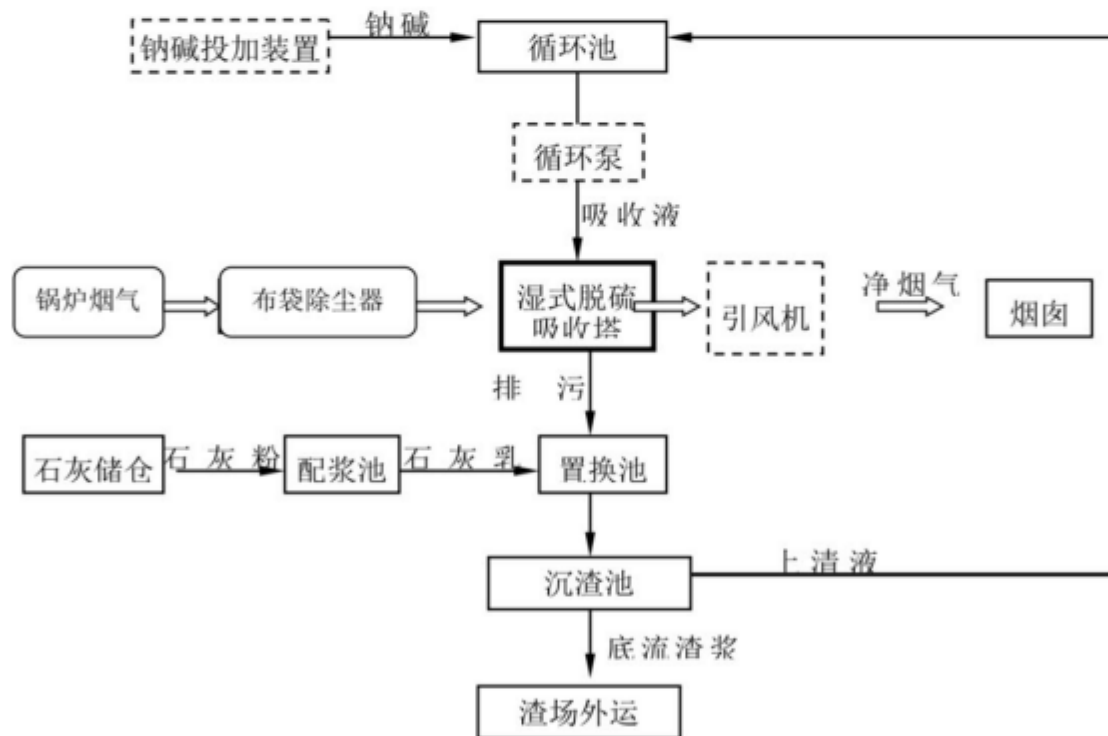 钠碱投加装置
钠碱
循环池
循环泵
吸收液
锅炉烟气
布袋除尘器
湿式脱硫
吸收塔
引风机
净烟气
烟囱
排 污
石灰储仓
石灰粉
配浆池
石灰乳
置换池
沉渣池
上清液
底流渣浆
渣场外运